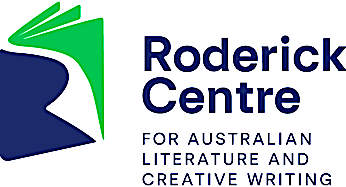 Roderick
Centre
FOR AUSTRALIAN
LITERATURE AND
CREATIVE WRITING